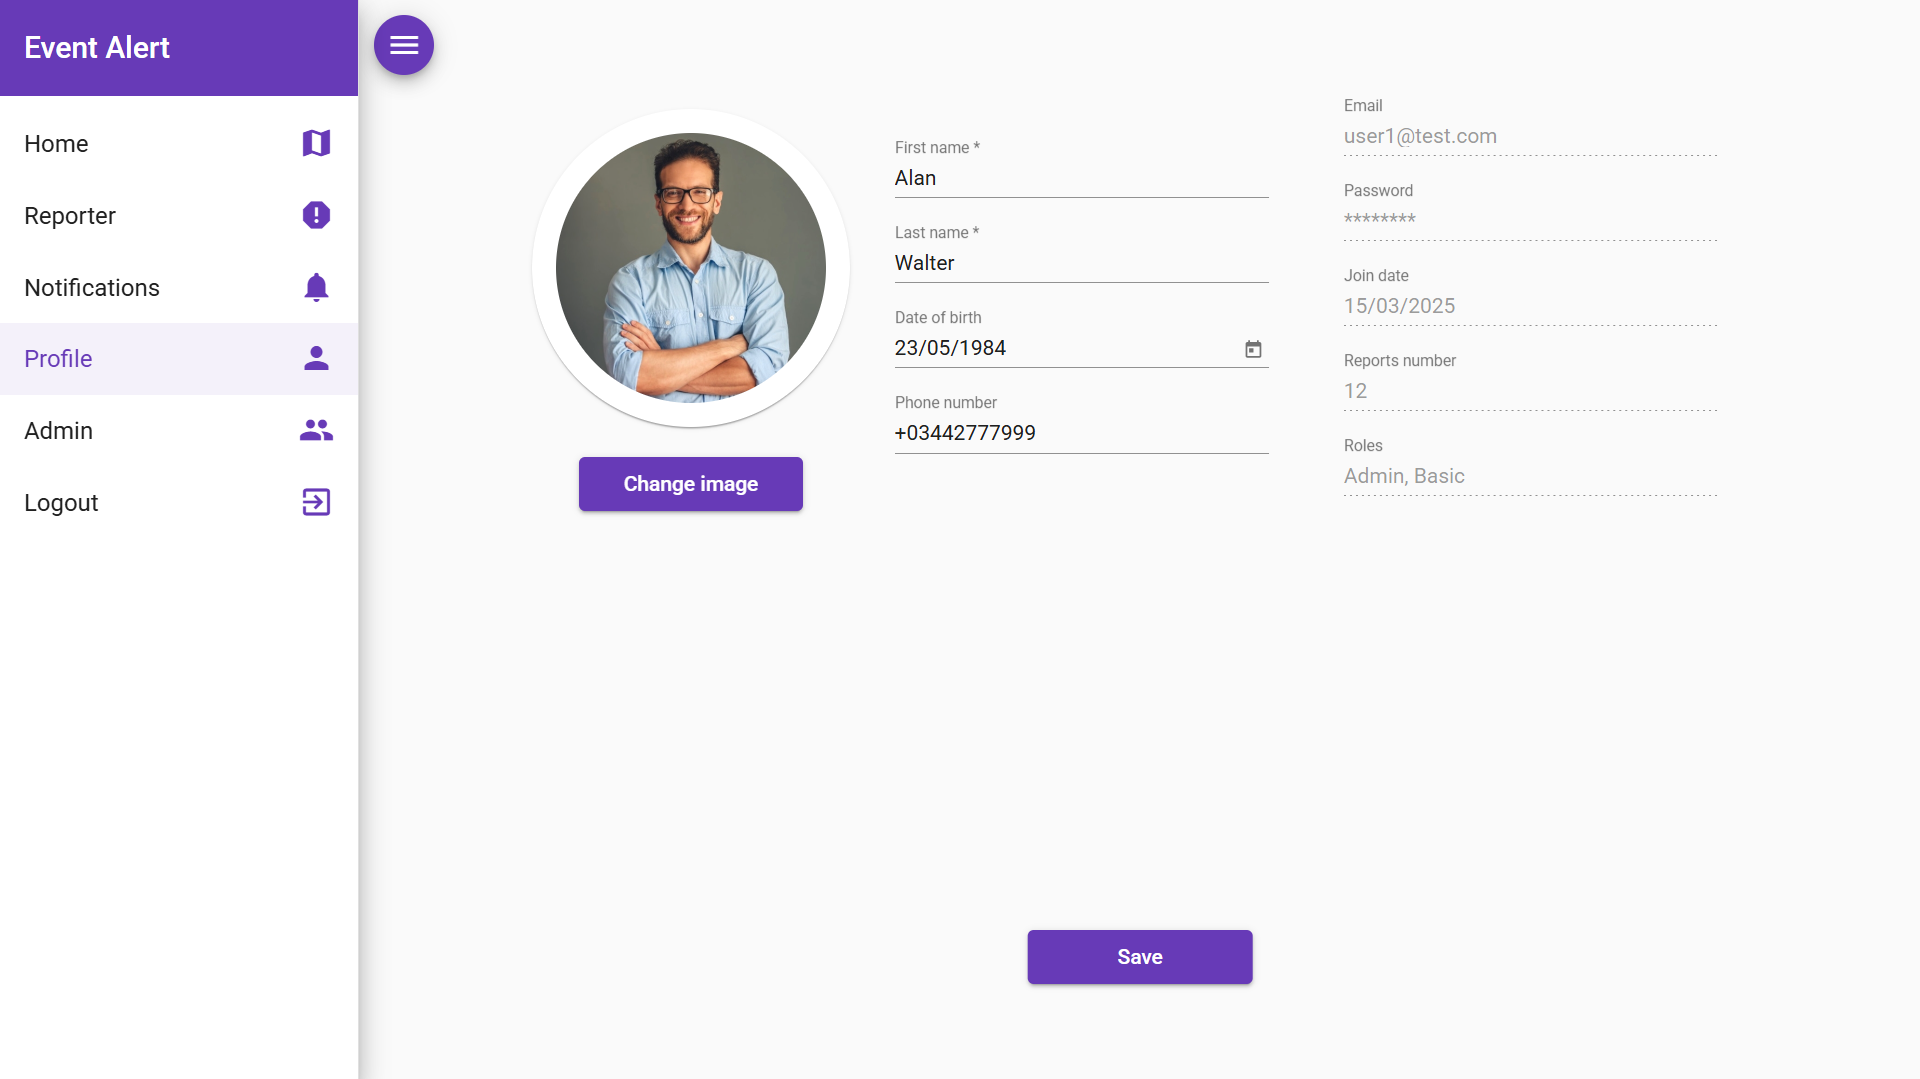 Event Alert
Home
Reporter
Notifications
Profile
Admin
Logout
Change image
First name *
Alan
Last name *
Walter
Date of birth
23/05/1984
Phone number
+03442777999
Email
user1@test.com
Password
********
Join date
15/03/2025
Reports number
12
Roles
Admin, Basic
Save